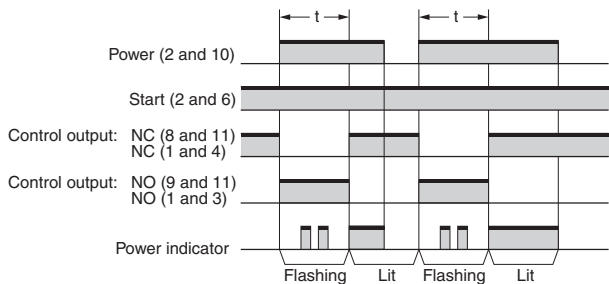 t t
Power (2 and 10)
Start (2 and 6)
Control output: NC (8 and 11)
NC (1 and 4)
Control output: NO (9 and 11)
NO (1 and 3)
Power indicator
Flashing Lit Flashing Lit